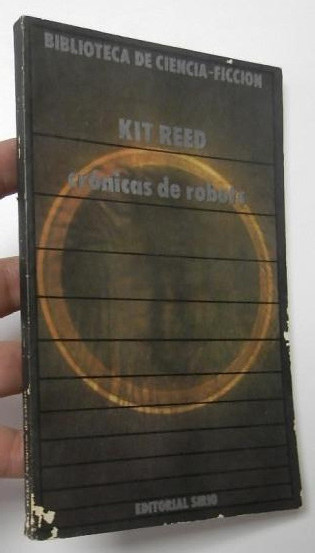 BIBLIOTECA DE CIENCIA-FICCION
KIT REED
crónicas de robots
EDITORIAL SIRIO